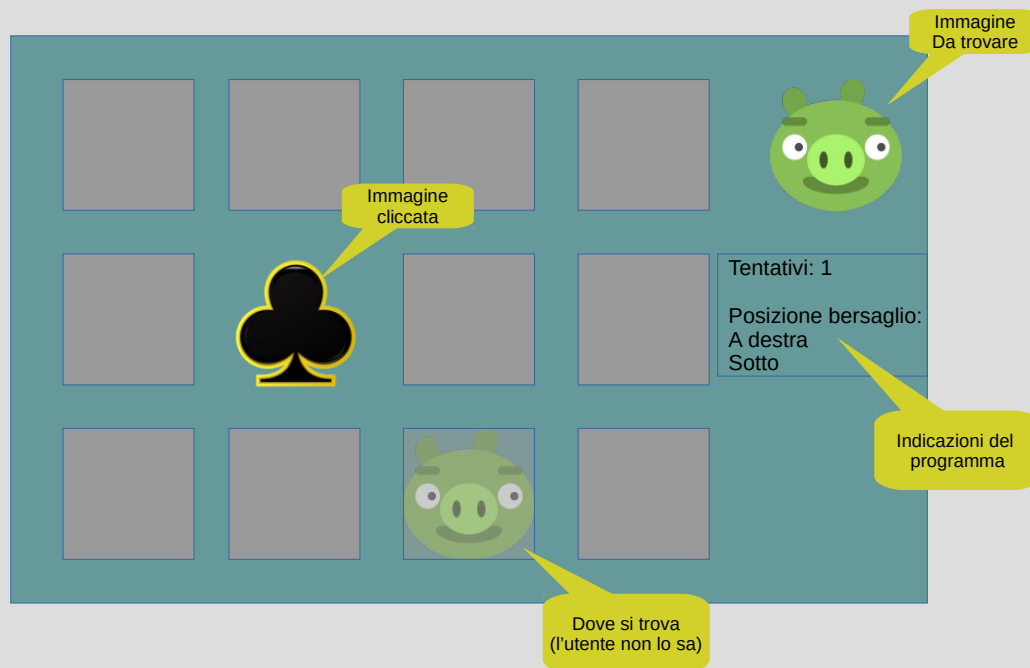 Immagine
Da trovare
Immagine
cliccata
Tentativi: 1
Posizione bersaglio:
A destra
Sotto
Indicazioni del
programma
Dove si trova
(l'utente non lo sa)